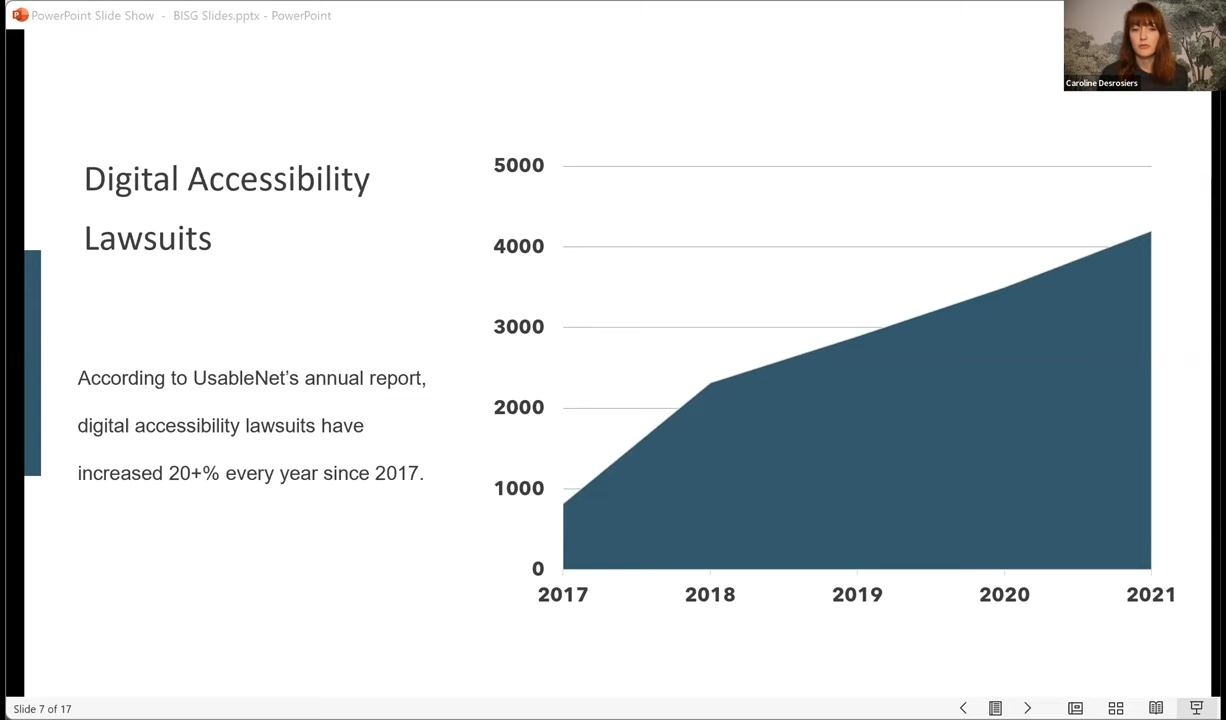 PowerPoint Slide Show - BISG Slides.pptx - PowerPoint
Caroline Desrosiers
Digital Accessibility
Lawsuits
According to UsableNet’s annual report,
digital accessibility lawsuits have
increased 20+% every year since 2017.
5000
4000
3000
2000
1000
0
2017 2018 2019 2020 2021
Slide 7 of 17